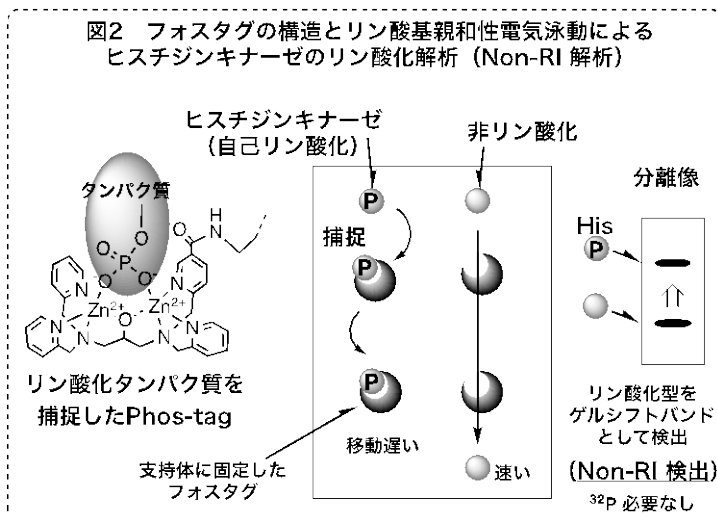 図2　フォスタグの構造とリン酸基親和性電気泳動による
ヒスチジンキナーゼのリン酸化解析（Non-RI 解析）
ヒスチジンキナーゼ
（自己リン酸化）
非リン酸化
分離像
タンパク質
O
H
N
O
O
P
O
O
N
N
Zn2+
Zn2+
O
N
N
N
N
P
捕捉
P
P
His
P
リン酸化タンパク質を
捕捉したPhos-tag
移動遅い
速い
支持体に固定した
フォスタグ
リン酸化型を
ゲルシフトバンド
として検出
(Non-RI 検出)
32P 必要なし